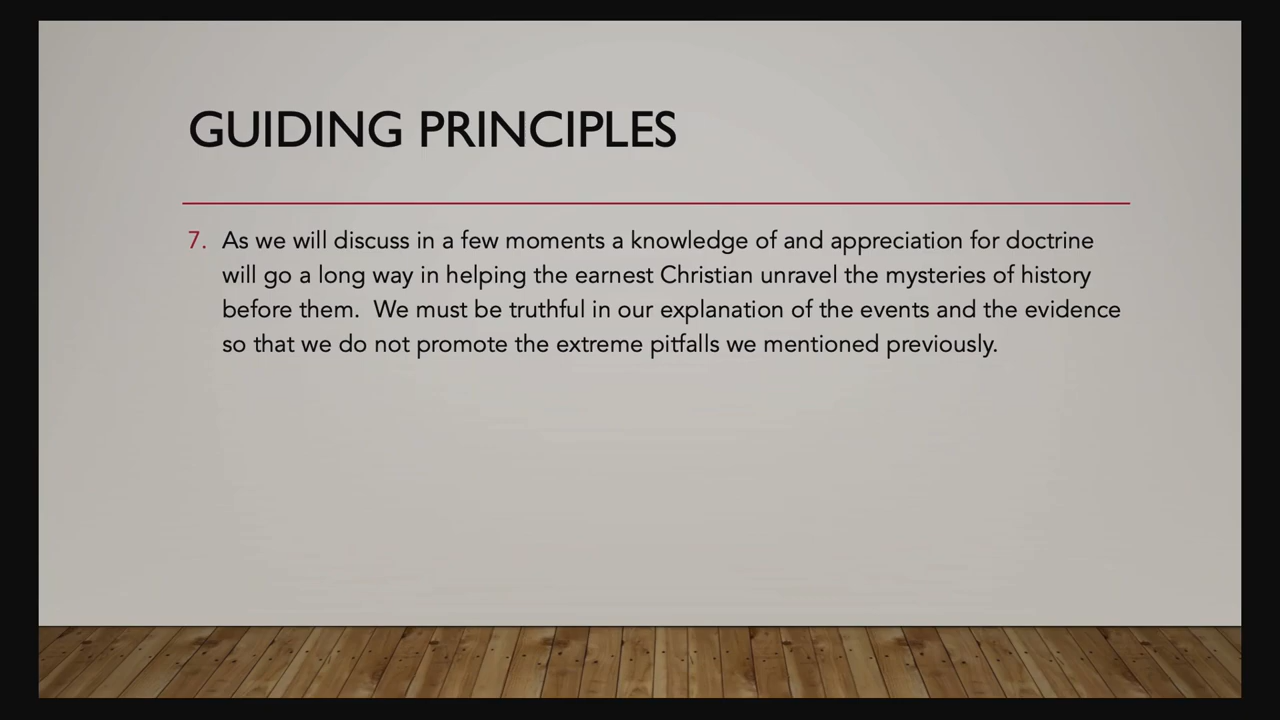 GUIDING PRINCIPLES
7. As we will discuss in a few moments a knowledge of and appreciation for doctrine
will go a long way in helping the earnest Christian unravel the mysteries of history
before them.  We must be truthful in our explanation of the events and the evidence
so that we do not promote the extreme pitfalls we mentioned previously.